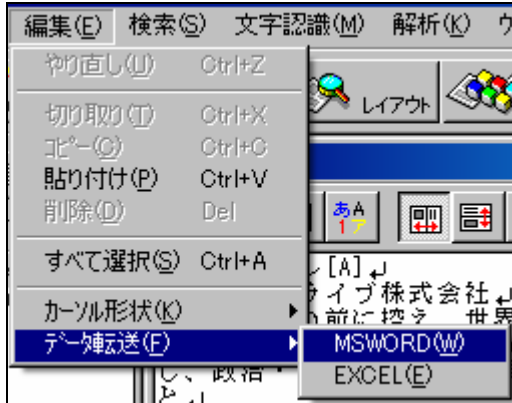 編集(E) 検索(S) 文字認識(M) 解析(K)
やり直し(U) Ctrl+Z
切り取り(T) Ctrl+X
コピー(C) Ctrl+C
貼り付け(P) Ctrl+V
削除(D) Del
すべて選択(S) Ctrl+A
カーソル形状(K)
データ転送(F)
MSWORD(W)
EXCEL(E)
レイアウト
あA
1ア
[A]↵
イブ株式会社↵
前に控え、世界
し、政治・
と↵